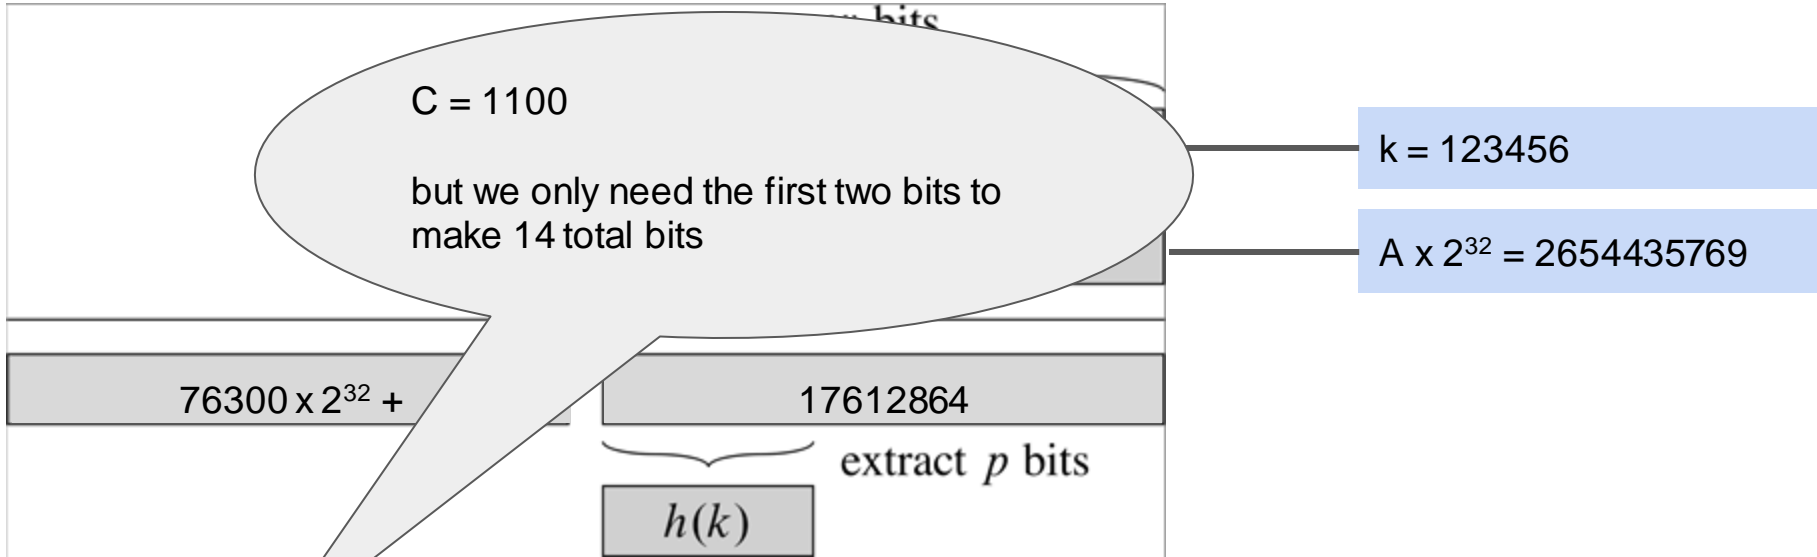 bits
C = 1100
but we only need the first two bits to
make 14 total bits
k = 123456
A x 2³² = 2654435769
76300 x 2³² +
17612864
extract p bits
h(k)